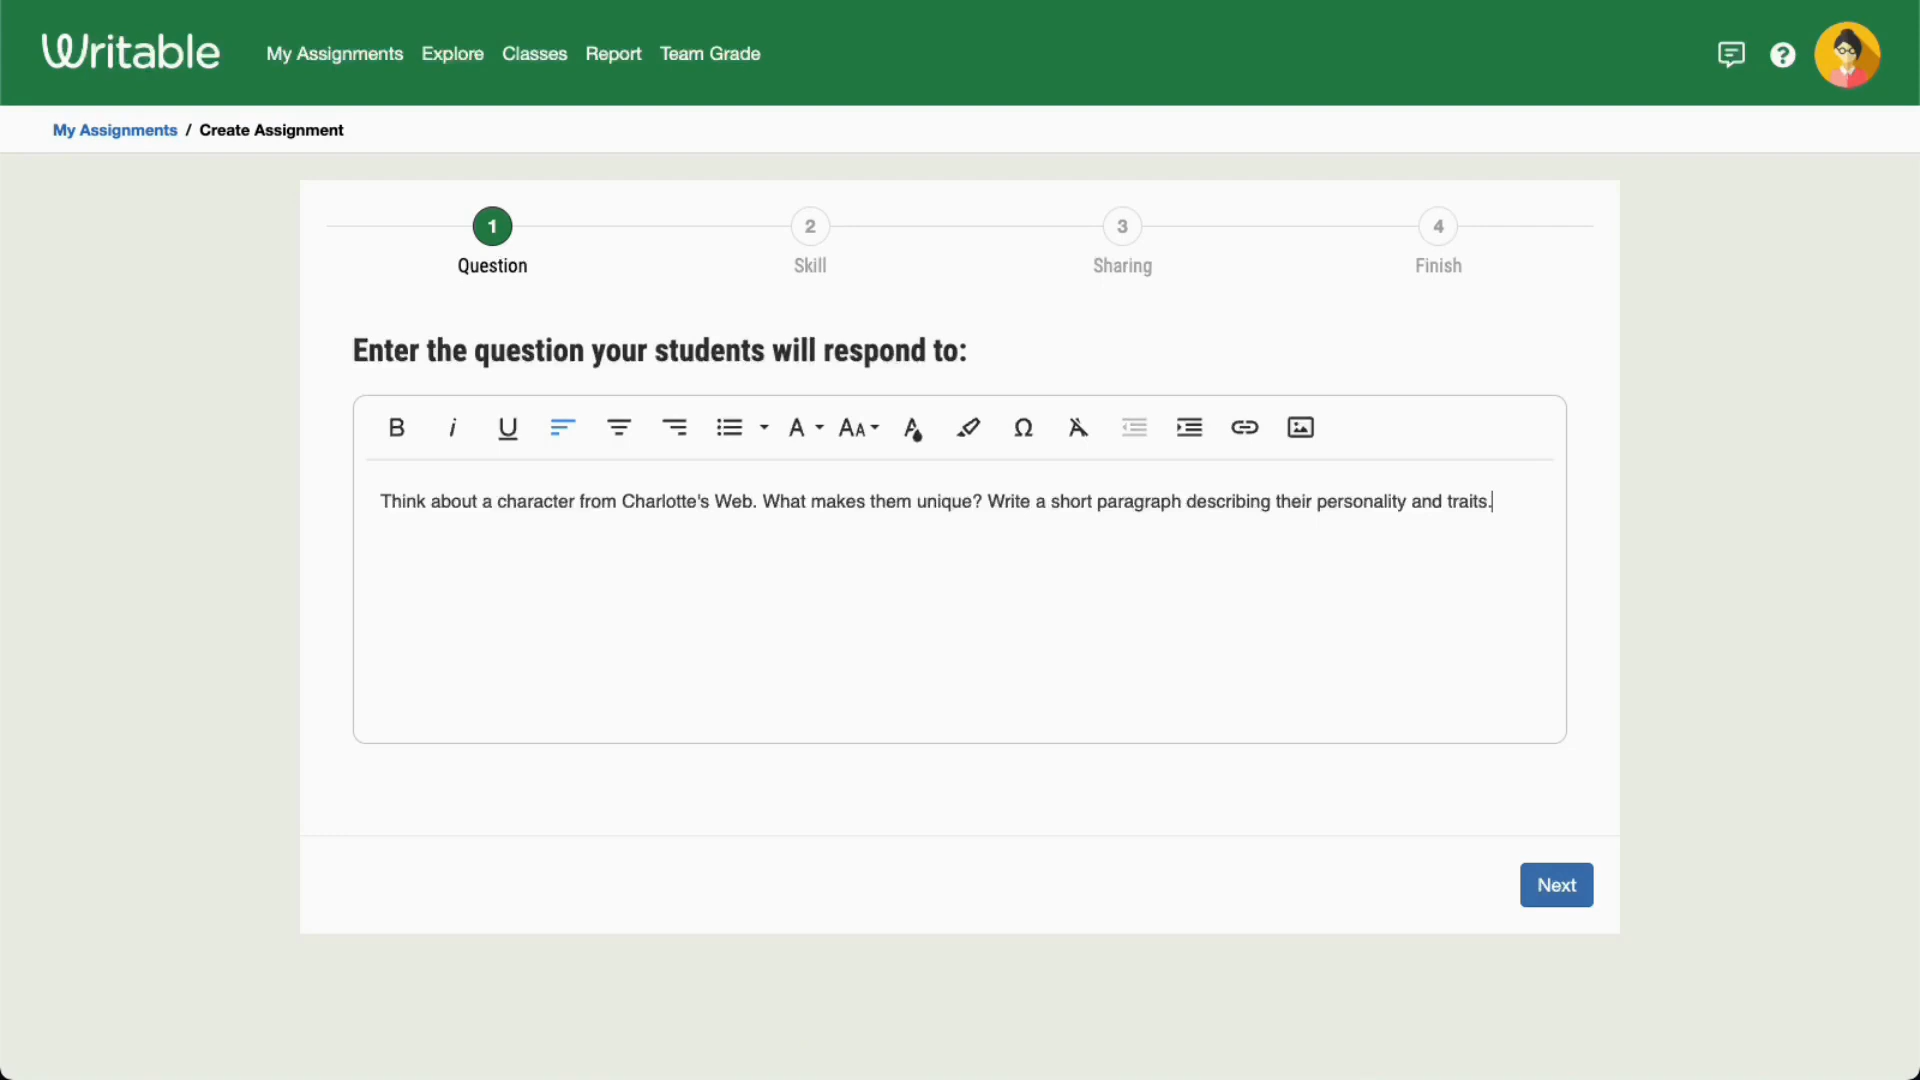 Writable My Assignments Explore Classes Report Team Grade
My Assignments / Create Assignment
1 2 3 4
Question Skill Sharing Finish
Enter the question your students will respond to:
Think about a character from Charlotte's Web. What makes them unique? Write a short paragraph describing their personality and traits.
Next